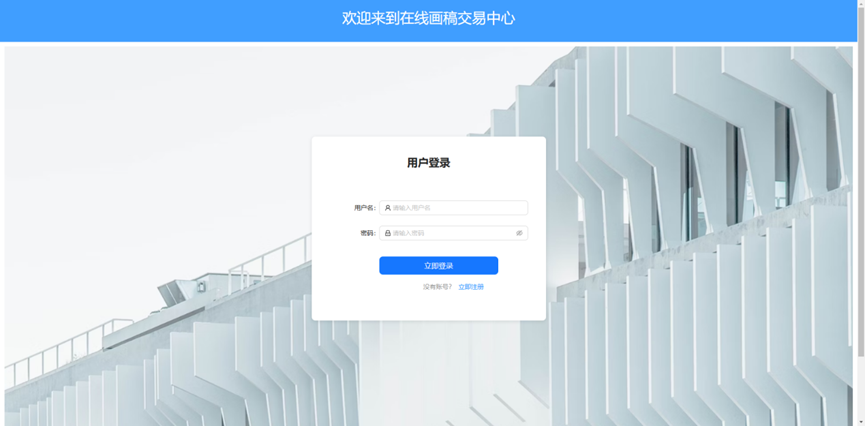 欢迎来到在线画稿交易中心
用户登录
用户名: 请输入用户名
密码: 请输入密码
立即登录
没有账号? 立即注册